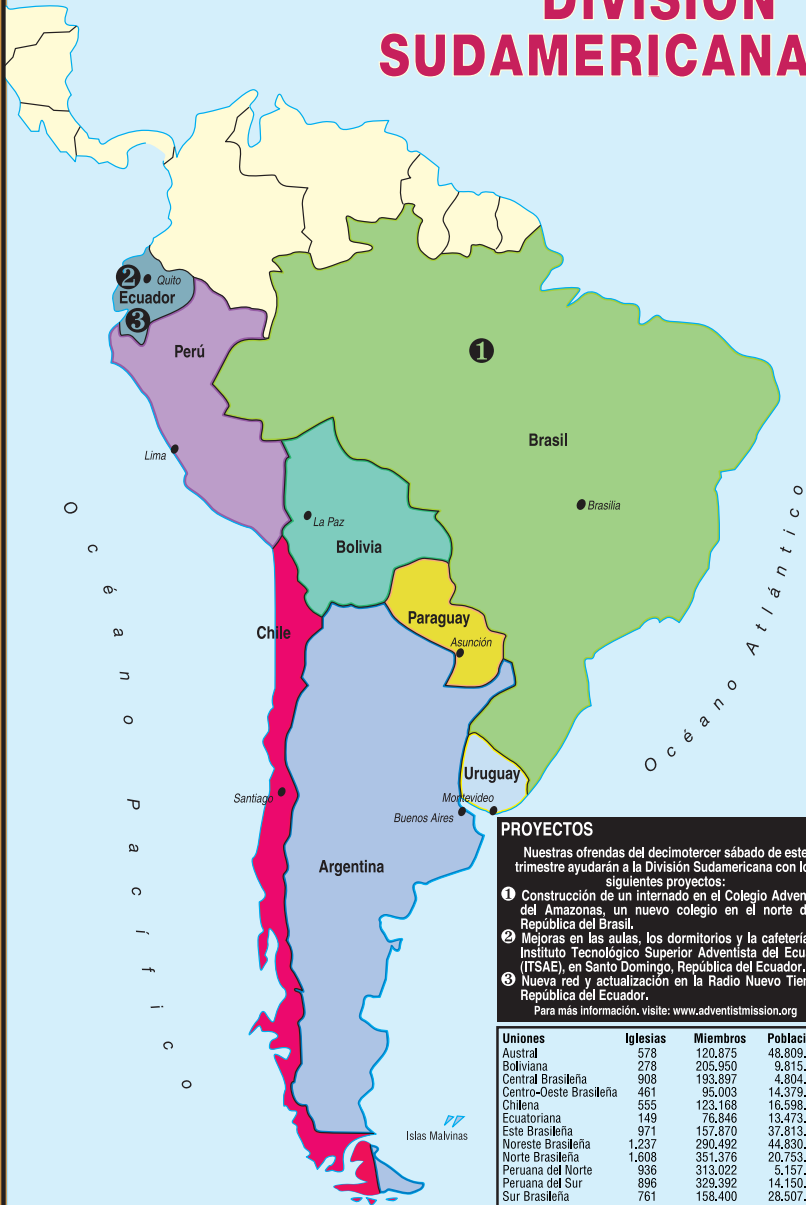 DIVISIÓN
SUDAMERICANA
❷
Quito
Ecuador
❸
Perú
❶
Brasil
Lima
Brasilia
La Paz
Bolivia
Océano Pacífico
Océano Atlántico
Paraguay
Asunción
Chile
Uruguay
Santiago
Montevideo
Buenos Aires
Argentina
Islas Malvinas
PROYECTOS
Nuestras ofrendas del decimotercer sábado de este
trimestre ayudarán a la División Sudamericana con lo
siguientes proyectos:
❶ Construcción de un internado en el Colegio Adven
del Amazonas, un nuevo colegio en el norte d
República del Brasil.
❷ Mejoras en las aulas, los dormitorios y la cafetería
Instituto Tecnológico Superior Adventista del Ecu
(ITSAE), en Santo Domingo, República del Ecuador.
❸ Nueva red y actualización en la Radio Nuevo Tien
República del Ecuador.
Para más información. visite: www.adventistmission.org
Uniones Iglesias Miembros Poblaci
Austral 578 120.875 48.809.
Boliviana 278 205.950 9.815.
Central Brasileña 908 193.897 4.804.
Centro-Oeste Brasileña 461 95.003 14.379.
Chilena 555 123.168 16.598.
Ecuatoriana 149 76.846 13.473.
Este Brasileña 971 157.870 37.813.
Noreste Brasileña 1.237 290.492 44.830.
Norte Brasileña 1.608 351.376 20.753.
Peruana del Norte 936 313.022 5.157.
Peruana del Sur 896 329.392 14.150.
Sur Brasileña 761 158.400 28.507.